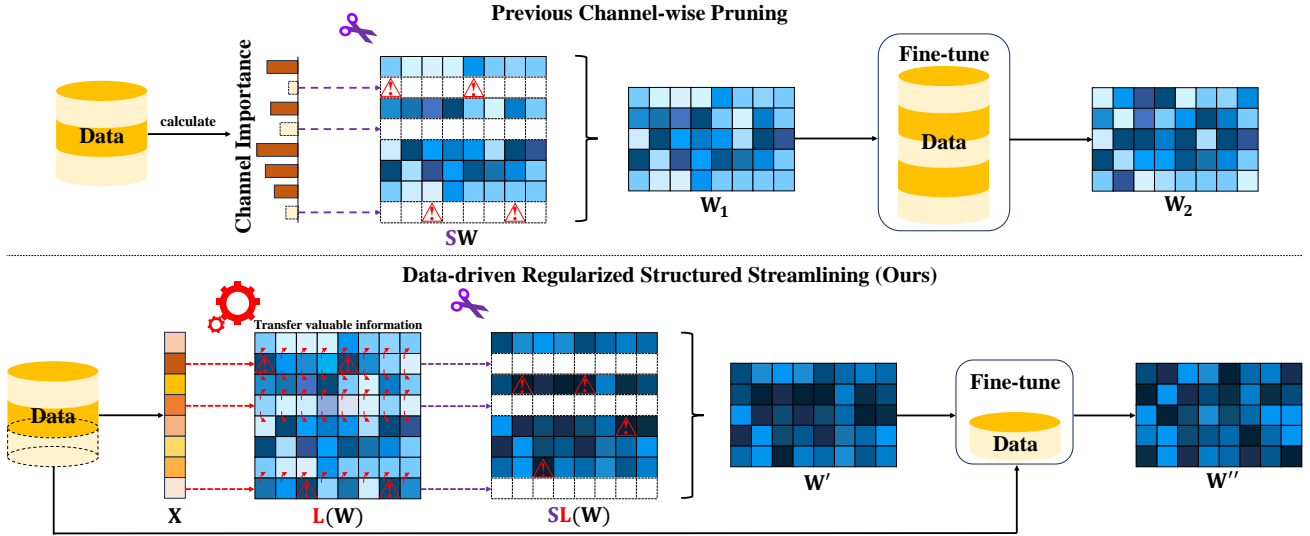 Previous Channel-wise Pruning
Data
calculate
Channel Importance
SW
W₁
Fine-tune
Data
W₂
Data-driven Regularized Structured Streamlining (Ours)
Data
X
Transfer valuable information
L(W)
SL(W)
W′
Fine-tune
Data
W′′